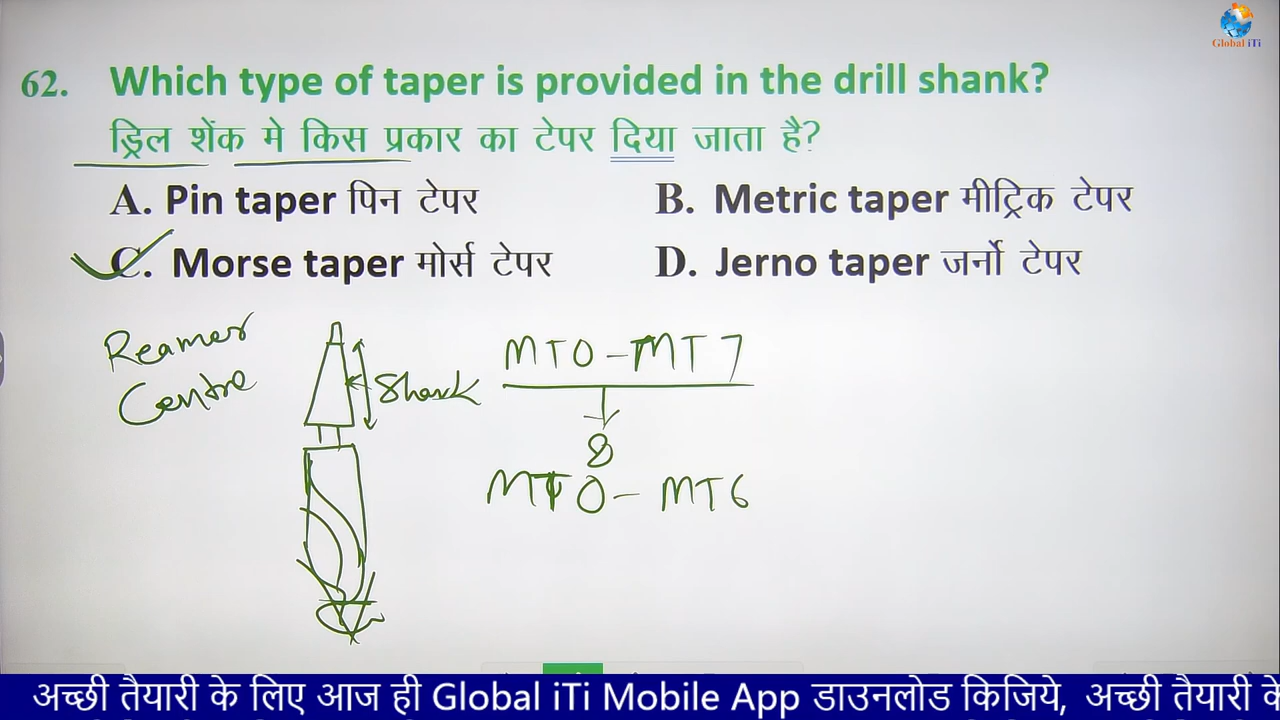 Global iTi
62. Which type of taper is provided in the drill shank?
ड्रिल शेंक मे किस प्रकार का टेपर दिया जाता है?
A. Pin taper पिन टेपर
B. Metric taper मीट्रिक टेपर
C. Morse taper मोर्स टेपर
D. Jerno taper जर्नो टेपर
Reamer
Centre
Shank
MT0 - MT7
8
MT0 - MT6
अच्छी तैयारी के लिए आज ही Global iTi Mobile App डाउनलोड किजिये, अच्छी तैयारी के